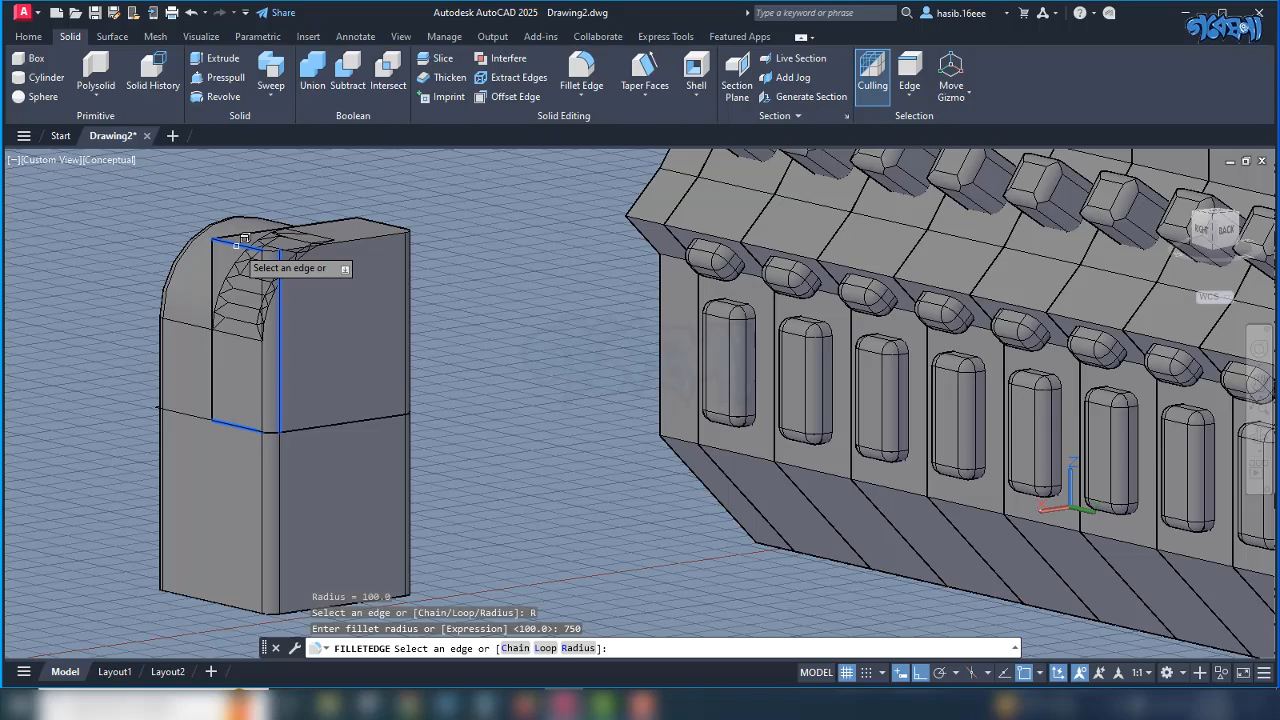 Share
Autodesk AutoCAD 2025 Drawing2.dwg
Type a keyword or phrase
hasib.16eee
গবেষণা
Home Solid Surface Mesh Visualize Parametric Insert Annotate View Manage Output Add-ins Collaborate Express Tools Featured Apps
Box
Cylinder
Sphere
Polysolid
Solid History
Primitive
Extrude
Presspull
Revolve
Sweep
Solid
Union
Subtract
Intersect
Boolean
Slice
Thicken
Imprint
Interfere
Extract Edges
Offset Edge
Fillet Edge
Taper Faces
Shell
Solid Editing
Section
Plane
Live Section
Add Jog
Generate Section
Section
Culling
Edge
Move
Gizmo
Selection
Start
Drawing2*
[−][Custom View][Conceptual]
BACK
WCS
Select an edge or
Z
Radius = 100.0
Select an edge or [Chain/Loop/Radius]: R
Enter fillet radius or [Expression] <100.0>: 750
FILLETEDGE Select an edge or [Chain Loop Radius]:
Model Layout1 Layout2
MODEL
1:1